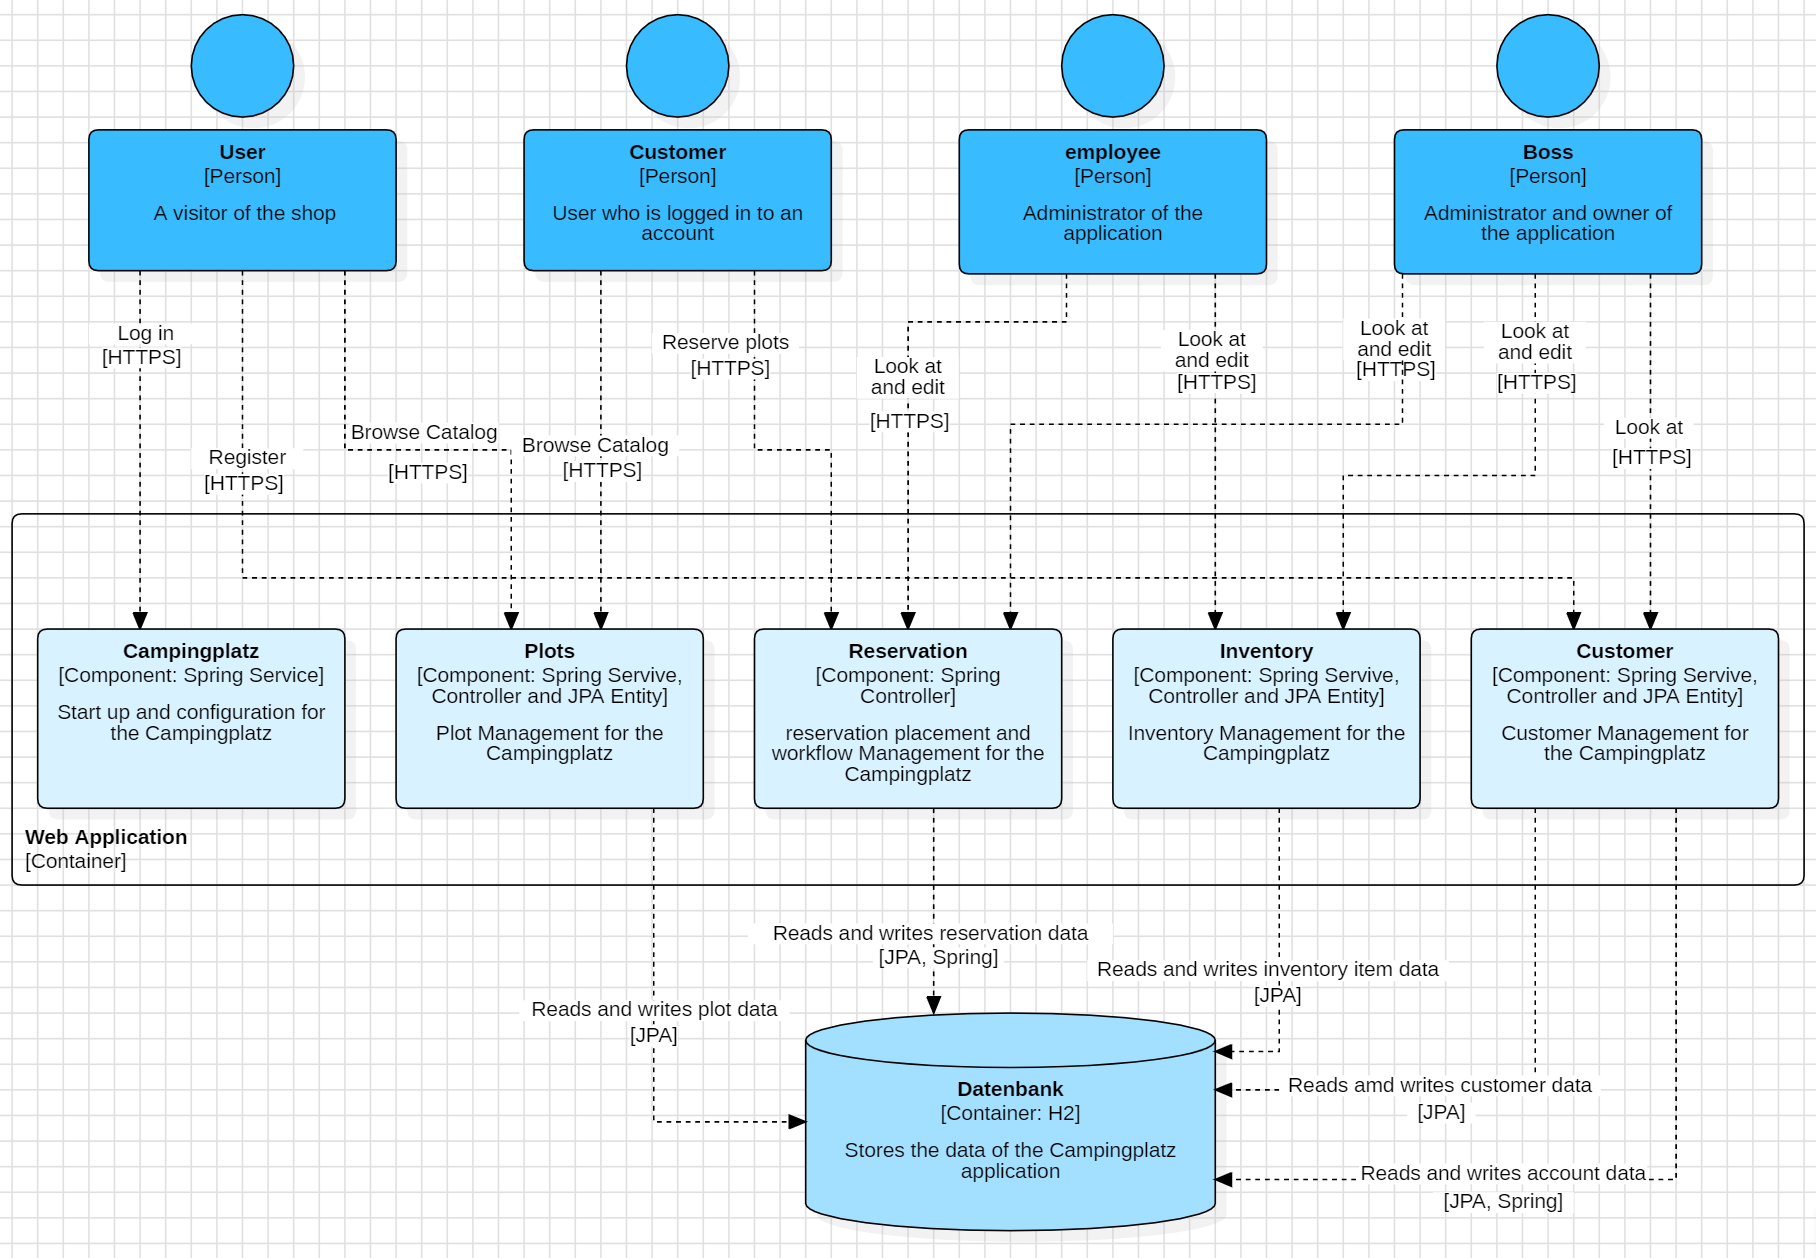 User
[Person]
A visitor of the shop
Customer
[Person]
User who is logged in to an
account
employee
[Person]
Administrator of the
application
Boss
[Person]
Administrator and owner of
the application
Log in
[HTTPS]
Register
[HTTPS]
Browse Catalog
[HTTPS]
Browse Catalog
[HTTPS]
Reserve plots
[HTTPS]
Look at
and edit
[HTTPS]
Look at
and edit
[HTTPS]
Look at
and edit
[HTTPS]
Look at
and edit
[HTTPS]
Look at
[HTTPS]
Campingplatz
[Component: Spring Service]
Start up and configuration for
the Campingplatz
Plots
[Component: Spring Servive,
Controller and JPA Entity]
Plot Management for the
Campingplatz
Reservation
[Component: Spring
Controller]
reservation placement and
workflow Management for the
Campingplatz
Inventory
[Component: Spring Servive,
Controller and JPA Entity]
Inventory Management for the
Campingplatz
Customer
[Component: Spring Servive,
Controller and JPA Entity]
Customer Management for
the Campingplatz
Web Application
[Container]
Reads and writes plot data
[JPA]
Reads and writes reservation data
[JPA, Spring]
Reads and writes inventory item data
[JPA]
Reads amd writes customer data
[JPA]
Reads and writes account data
[JPA, Spring]
Datenbank
[Container: H2]
Stores the data of the Campingplatz
application